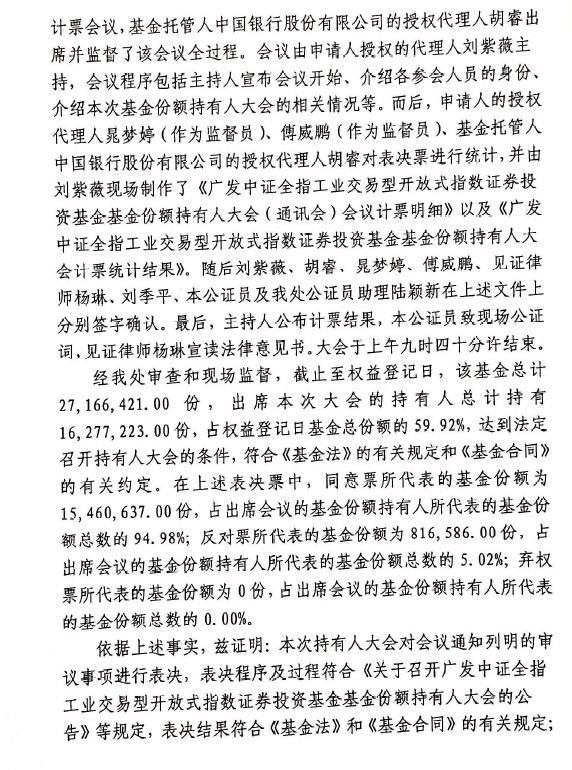 计票会议，基金托管人中国银行股份有限公司的授权代理人胡睿出
席并监督了该会议全过程。会议由申请人授权的代理人刘紫薇主
持，会议程序包括主持人宣布会议开始、介绍各参会人员的身份、
介绍本次基金份额持有人大会的相关情况等。而后，申请人的授权
代理人晁梦婷（作为监督员）、傅威鹏（作为监督员）、基金托管人
中国银行股份有限公司的授权代理人胡睿对表决票进行统计，并由
刘紫薇现场制作了《广发中证全指工业交易型开放式指数证券投
资基金基金份额持有人大会（通讯会）会议计票明细》以及《广发
中证全指工业交易型开放式指数证券投资基金基金份额持有人大
会计票统计结果》。随后刘紫薇、胡睿、晁梦婷、傅威鹏、见证律
师杨琳、刘季平、本公证员及我处公证员助理陆颖新在上述文件上
分别签字确认。最后，主持人公布计票结果，本公证员致现场公证
词，见证律师杨琳宣读法律意见书。大会于上午九时四十分许结束。
经我处审查和现场监督，截止至权益登记日，该基金总计
27,166,421.00 份，出席本次大会的持有人总计持有
16,277,223.00份，占权益登记日基金总份额的59.92%，达到法定
召开持有人大会的条件，符合《基金法》的有关规定和《基金合同》
的有关约定。在上述表决票中，同意票所代表的基金份额为
15,460,637.00份，占出席会议的基金份额持有人所代表的基金份
额总数的94.98%；反对票所代表的基金份额为816,586.00份，占
出席会议的基金份额持有人所代表的基金份额总数的5.02%；弃权
票所代表的基金份额为0份，占出席会议的基金份额持有人所代表
的基金份额总数的0.00%。
依据上述事实，兹证明：本次持有人大会对会议通知列明的审
议事项进行表决，表决程序及过程符合《关于召开广发中证全指
工业交易型开放式指数证券投资基金基金份额持有人大会的公
告》等规定，表决结果符合《基金法》和《基金合同》的有关规定；